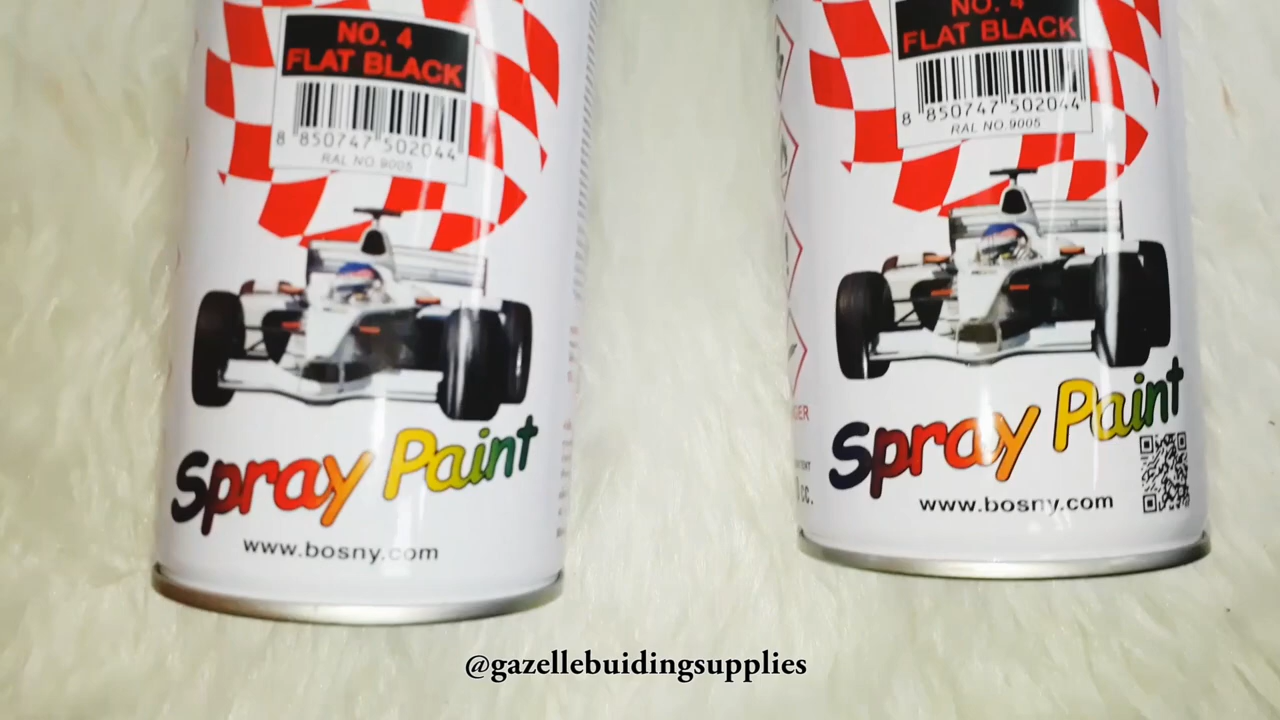 NO. 4
FLAT BLACK
8 850747 502044
RAL NO.9005
Spray Paint
www.bosny.com
NO. 4
FLAT BLACK
8 850747 502044
RAL NO.9005
Spray Paint
www.bosny.com
cc.
@gazellebuidingsupplies